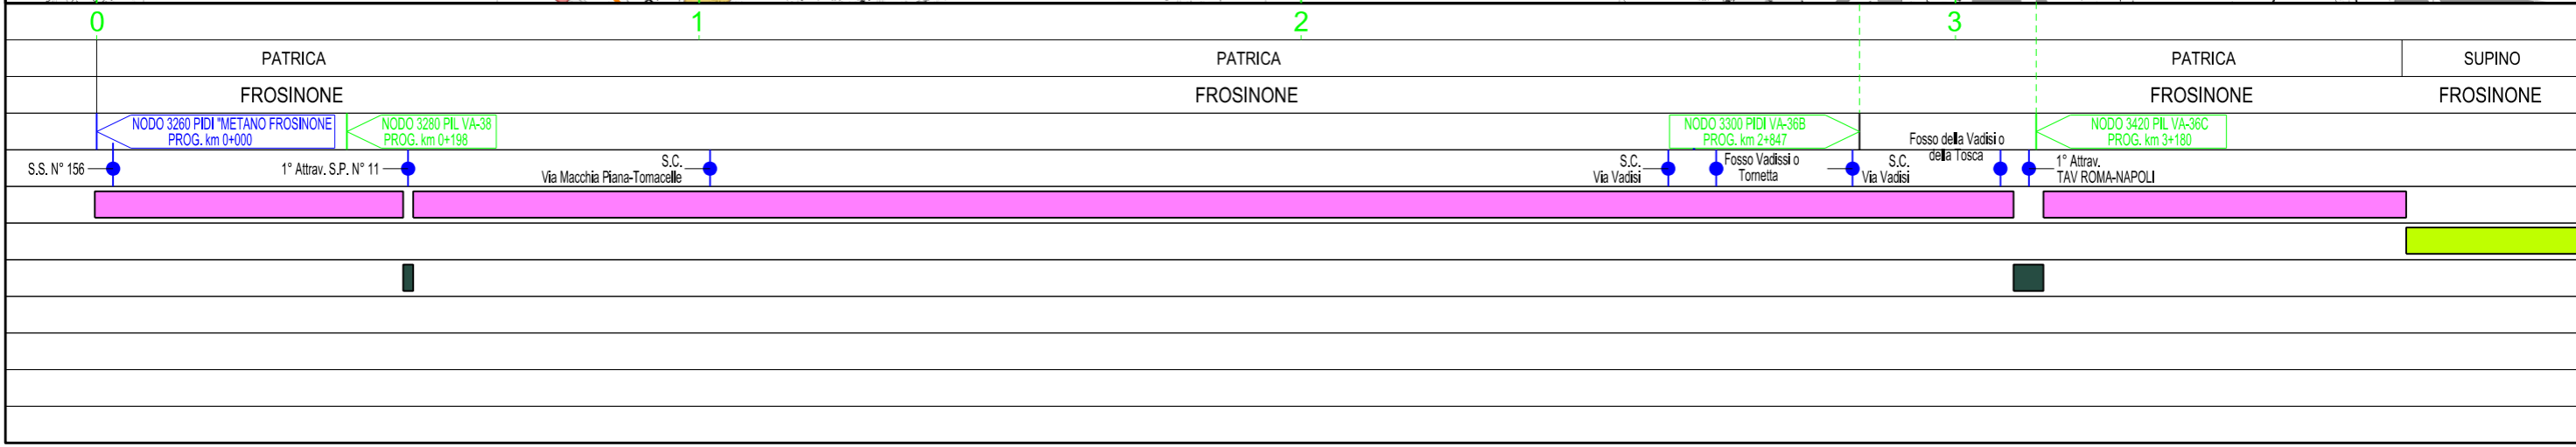 0 1 2 3
PATRICA PATRICA PATRICA SUPINO
FROSINONE FROSINONE FROSINONE FROSINONE
NODO 3260 PIDI "METANO FROSINONE
PROG. km 0+000
NODO 3280 PIL VA-38
PROG. km 0+198
NODO 3300 PIDI VA-36B
PROG. km 2+847
Fosso della Vadisi o
della Tosca
NODO 3420 PIL VA-36C
PROG. km 3+180
S.S. N° 156
1° Attrav. S.P. N° 11
S.C.
Via Macchia Piana-Tomacelle
S.C.
Via Vadisi
Fosso Vadissi o
Tornetta
S.C.
Via Vadisi
1° Attrav.
TAV ROMA-NAPOLI